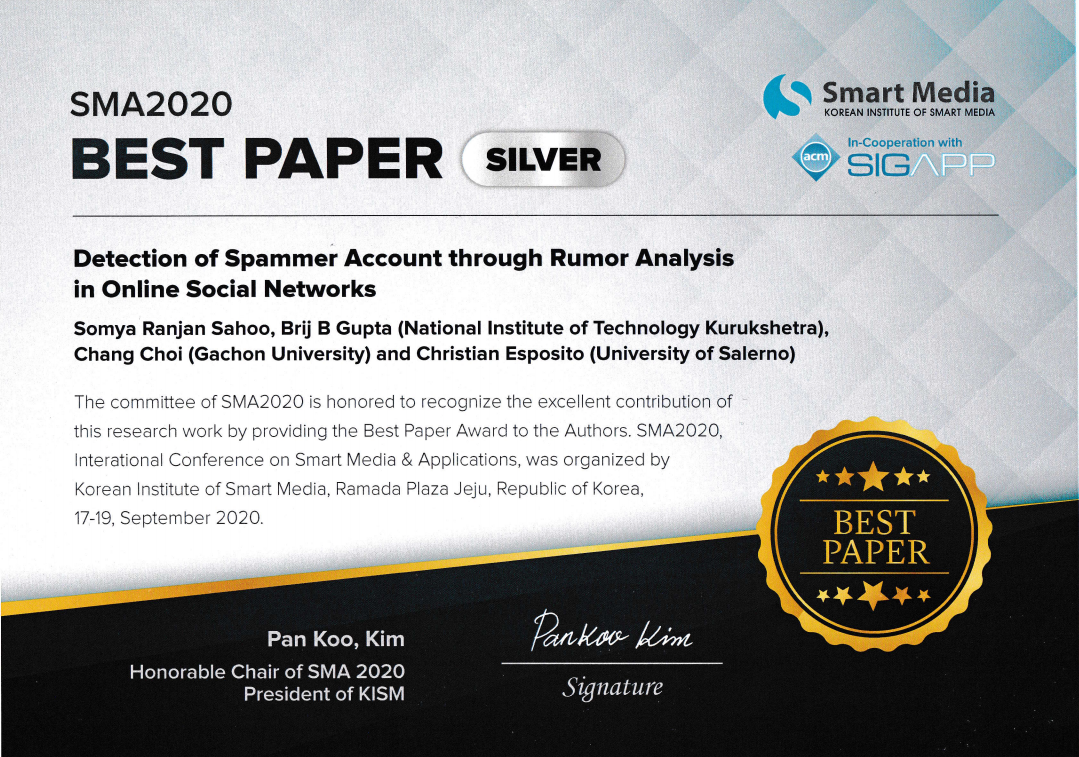 SMA2020
BEST PAPER SILVER
Smart Media
KOREAN INSTITUTE OF SMART MEDIA
acm
In-Cooperation with
SIGAPP
Detection of Spammer Account through Rumor Analysis
in Online Social Networks
Somya Ranjan Sahoo, Brij B Gupta (National Institute of Technology Kurukshetra),
Chang Choi (Gachon University) and Christian Esposito (University of Salerno)
The committee of SMA2020 is honored to recognize the excellent contribution of
this research work by providing the Best Paper Award to the Authors. SMA2020,
Interational Conference on Smart Media & Applications, was organized by
Korean Institute of Smart Media, Ramada Plaza Jeju, Republic of Korea,
17-19, September 2020.
BEST
PAPER
Pan Koo, Kim
Honorable Chair of SMA 2020
President of KISM
PanKoo Kim
Signature